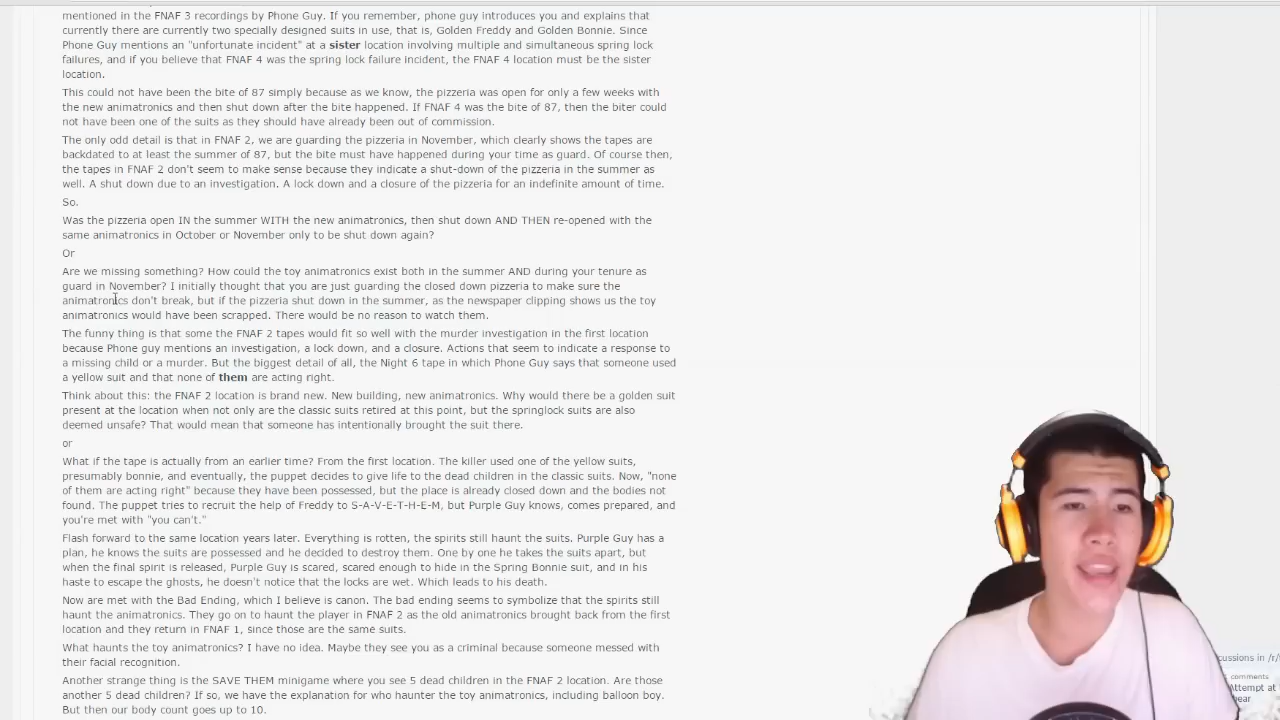 mentioned in the FNAF 3 recordings by Phone Guy. If you remember, phone guy introduces you and explains that
currently there are currently two specially designed suits in use, that is, Golden Freddy and Golden Bonnie. Since
Phone Guy mentions an "unfortunate incident" at a sister location involving multiple and simultaneous spring lock
failures, and if you believe that FNAF 4 was the spring lock failure incident, the FNAF 4 location must be the sister
location.
This could not have been the bite of 87 simply because as we know, the pizzeria was open for only a few weeks with
the new animatronics and then shut down after the bite happened. If FNAF 4 was the bite of 87, then the biter could
not have been one of the suits as they should have already been out of commission.
The only odd detail is that in FNAF 2, we are guarding the pizzeria in November, which clearly shows the tapes are
backdated to at least the summer of 87, but the bite must have happened during your time as guard. Of course then,
the tapes in FNAF 2 don't seem to make sense because they indicate a shut-down of the pizzeria in the summer as
well. A shut down due to an investigation. A lock down and a closure of the pizzeria for an indefinite amount of time.
So.
Was the pizzeria open IN the summer WITH the new animatronics, then shut down AND THEN re-opened with the
same animatronics in October or November only to be shut down again?
Or
Are we missing something? How could the toy animatronics exist both in the summer AND during your tenure as
guard in November? I initially thought that you are just guarding the closed down pizzeria to make sure the
animatronics don't break, but if the pizzeria shut down in the summer, as the newspaper clipping shows us the toy
animatronics would have been scrapped. There would be no reason to watch them.
The funny thing is that some the FNAF 2 tapes would fit so well with the murder investigation in the first location
because Phone guy mentions an investigation, a lock down, and a closure. Actions that seem to indicate a response to
a missing child or a murder. But the biggest detail of all, the Night 6 tape in which Phone Guy says that someone used
a yellow suit and that none of them are acting right.
Think about this: the FNAF 2 location is brand new. New building, new animatronics. Why would there be a golden suit
present at the location when not only are the classic suits retired at this point, but the springlock suits are also
deemed unsafe? That would mean that someone has intentionally brought the suit there.
or
What if the tape is actually from an earlier time? From the first location. The killer used one of the yellow suits,
presumably bonnie, and eventually, the puppet decides to give life to the dead children in the classic suits. Now, "none
of them are acting right" because they have been possessed, but the place is already closed down and the bodies not
found. The puppet tries to recruit the help of Freddy to S-A-V-E-T-H-E-M, but Purple Guy knows, comes prepared, and
you're met with "you can't."
Flash forward to the same location years later. Everything is rotten, the spirits still haunt the suits. Purple Guy has a
plan, he knows the suits are possessed and he decided to destroy them. One by one he takes the suits apart, but
when the final spirit is released, Purple Guy is scared, scared enough to hide in the Spring Bonnie suit, and in his
haste to escape the ghosts, he doesn't notice that the locks are wet. Which leads to his death.
Now are met with the Bad Ending, which I believe is canon. The bad ending seems to symbolize that the spirits still
haunt the animatronics. They go on to haunt the player in FNAF 2 as the old animatronics brought back from the first
location and they return in FNAF 1, since those are the same suits.
What haunts the toy animatronics? I have no idea. Maybe they see you as a criminal because someone messed with
their facial recognition.
Another strange thing is the SAVE THEM minigame where you see 5 dead children in the FNAF 2 location. Are those
another 5 dead children? If so, we have the explanation for who haunter the toy animatronics, including balloon boy.
But then our body count goes up to 10.
cussions in /r/
comments
Attempt at